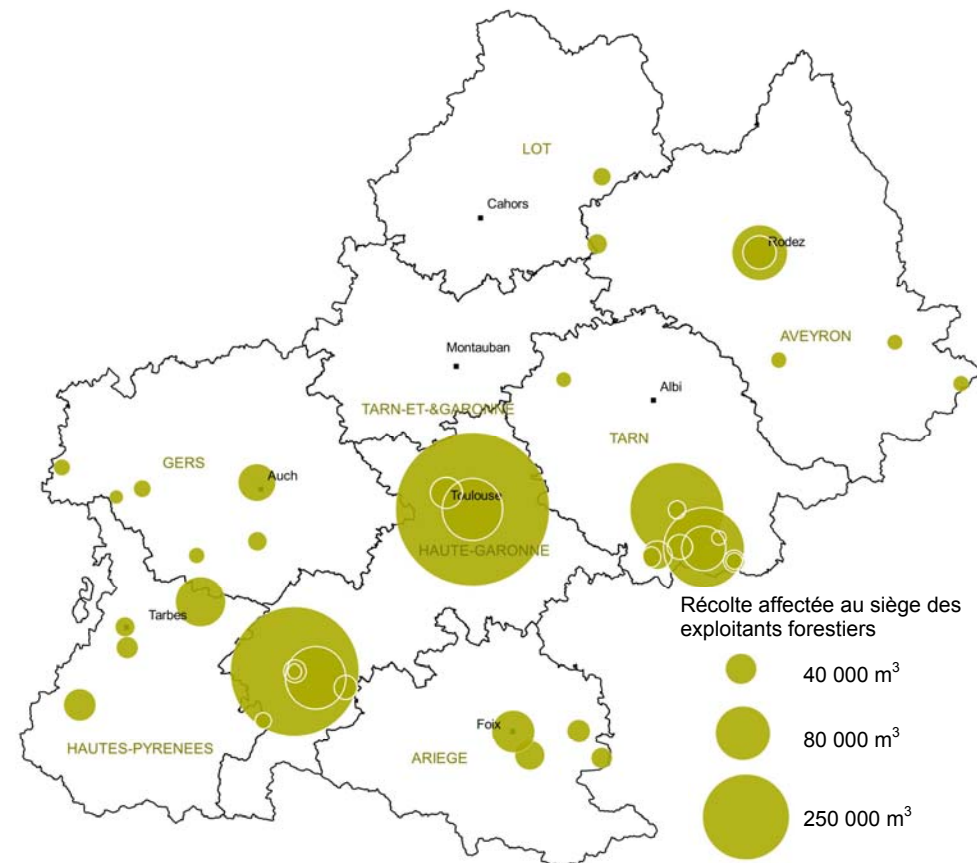 LOT
Cahors
Rodez
AVEYRON
Montauban
Albi
TARN-ET-&GARONNE
TARN
GERS
Auch
Toulouse
HAUTE-GARONNE
Tarbes
Foix
HAUTES-PYRENEES
ARIEGE
Récolte affectée au siège des
exploitants forestiers
40 000 m³
80 000 m³
250 000 m³